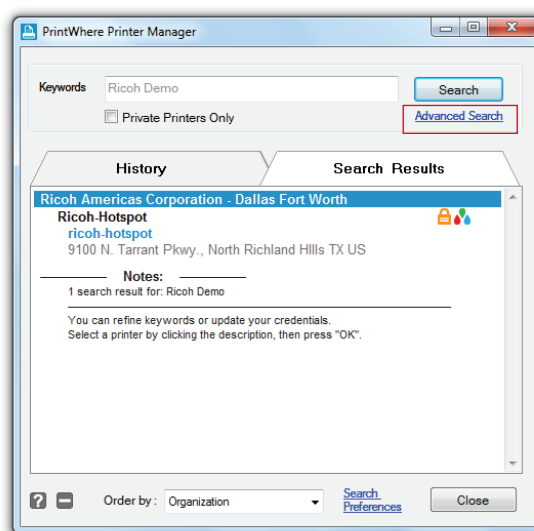 PrintWhere Printer Manager
Keywords
Ricoh Demo
Search
Private Printers Only
Advanced Search
History
Search Results
Ricoh Americas Corporation - Dallas Fort Worth
Ricoh-Hotspot
ricoh-hotspot
9100 N. Tarrant Pkwy., North Richland HIlls TX US
Notes:
1 search result for: Ricoh Demo
You can refine keywords or update your credentials.
Select a printer by clicking the description, then press "OK".
?
Order by :
Organization
Search
Preferences
Close